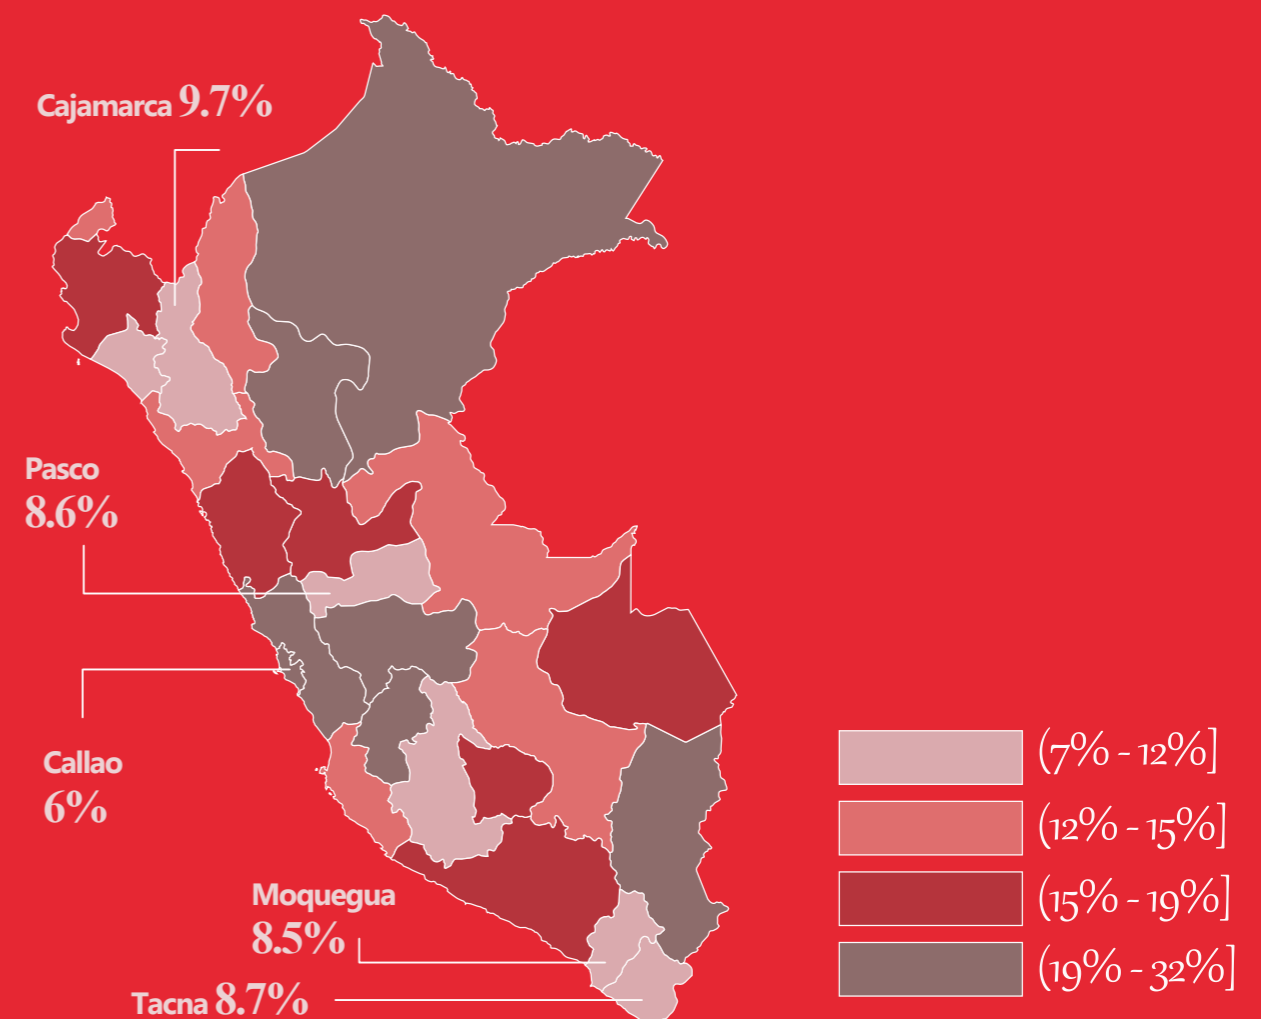 Cajamarca 9.7%
Pasco
8.6%
Callao
6%
Moquegua
8.5%
Tacna 8.7%
(7% - 12%]
(12% - 15%]
(15% - 19%]
(19% - 32%]